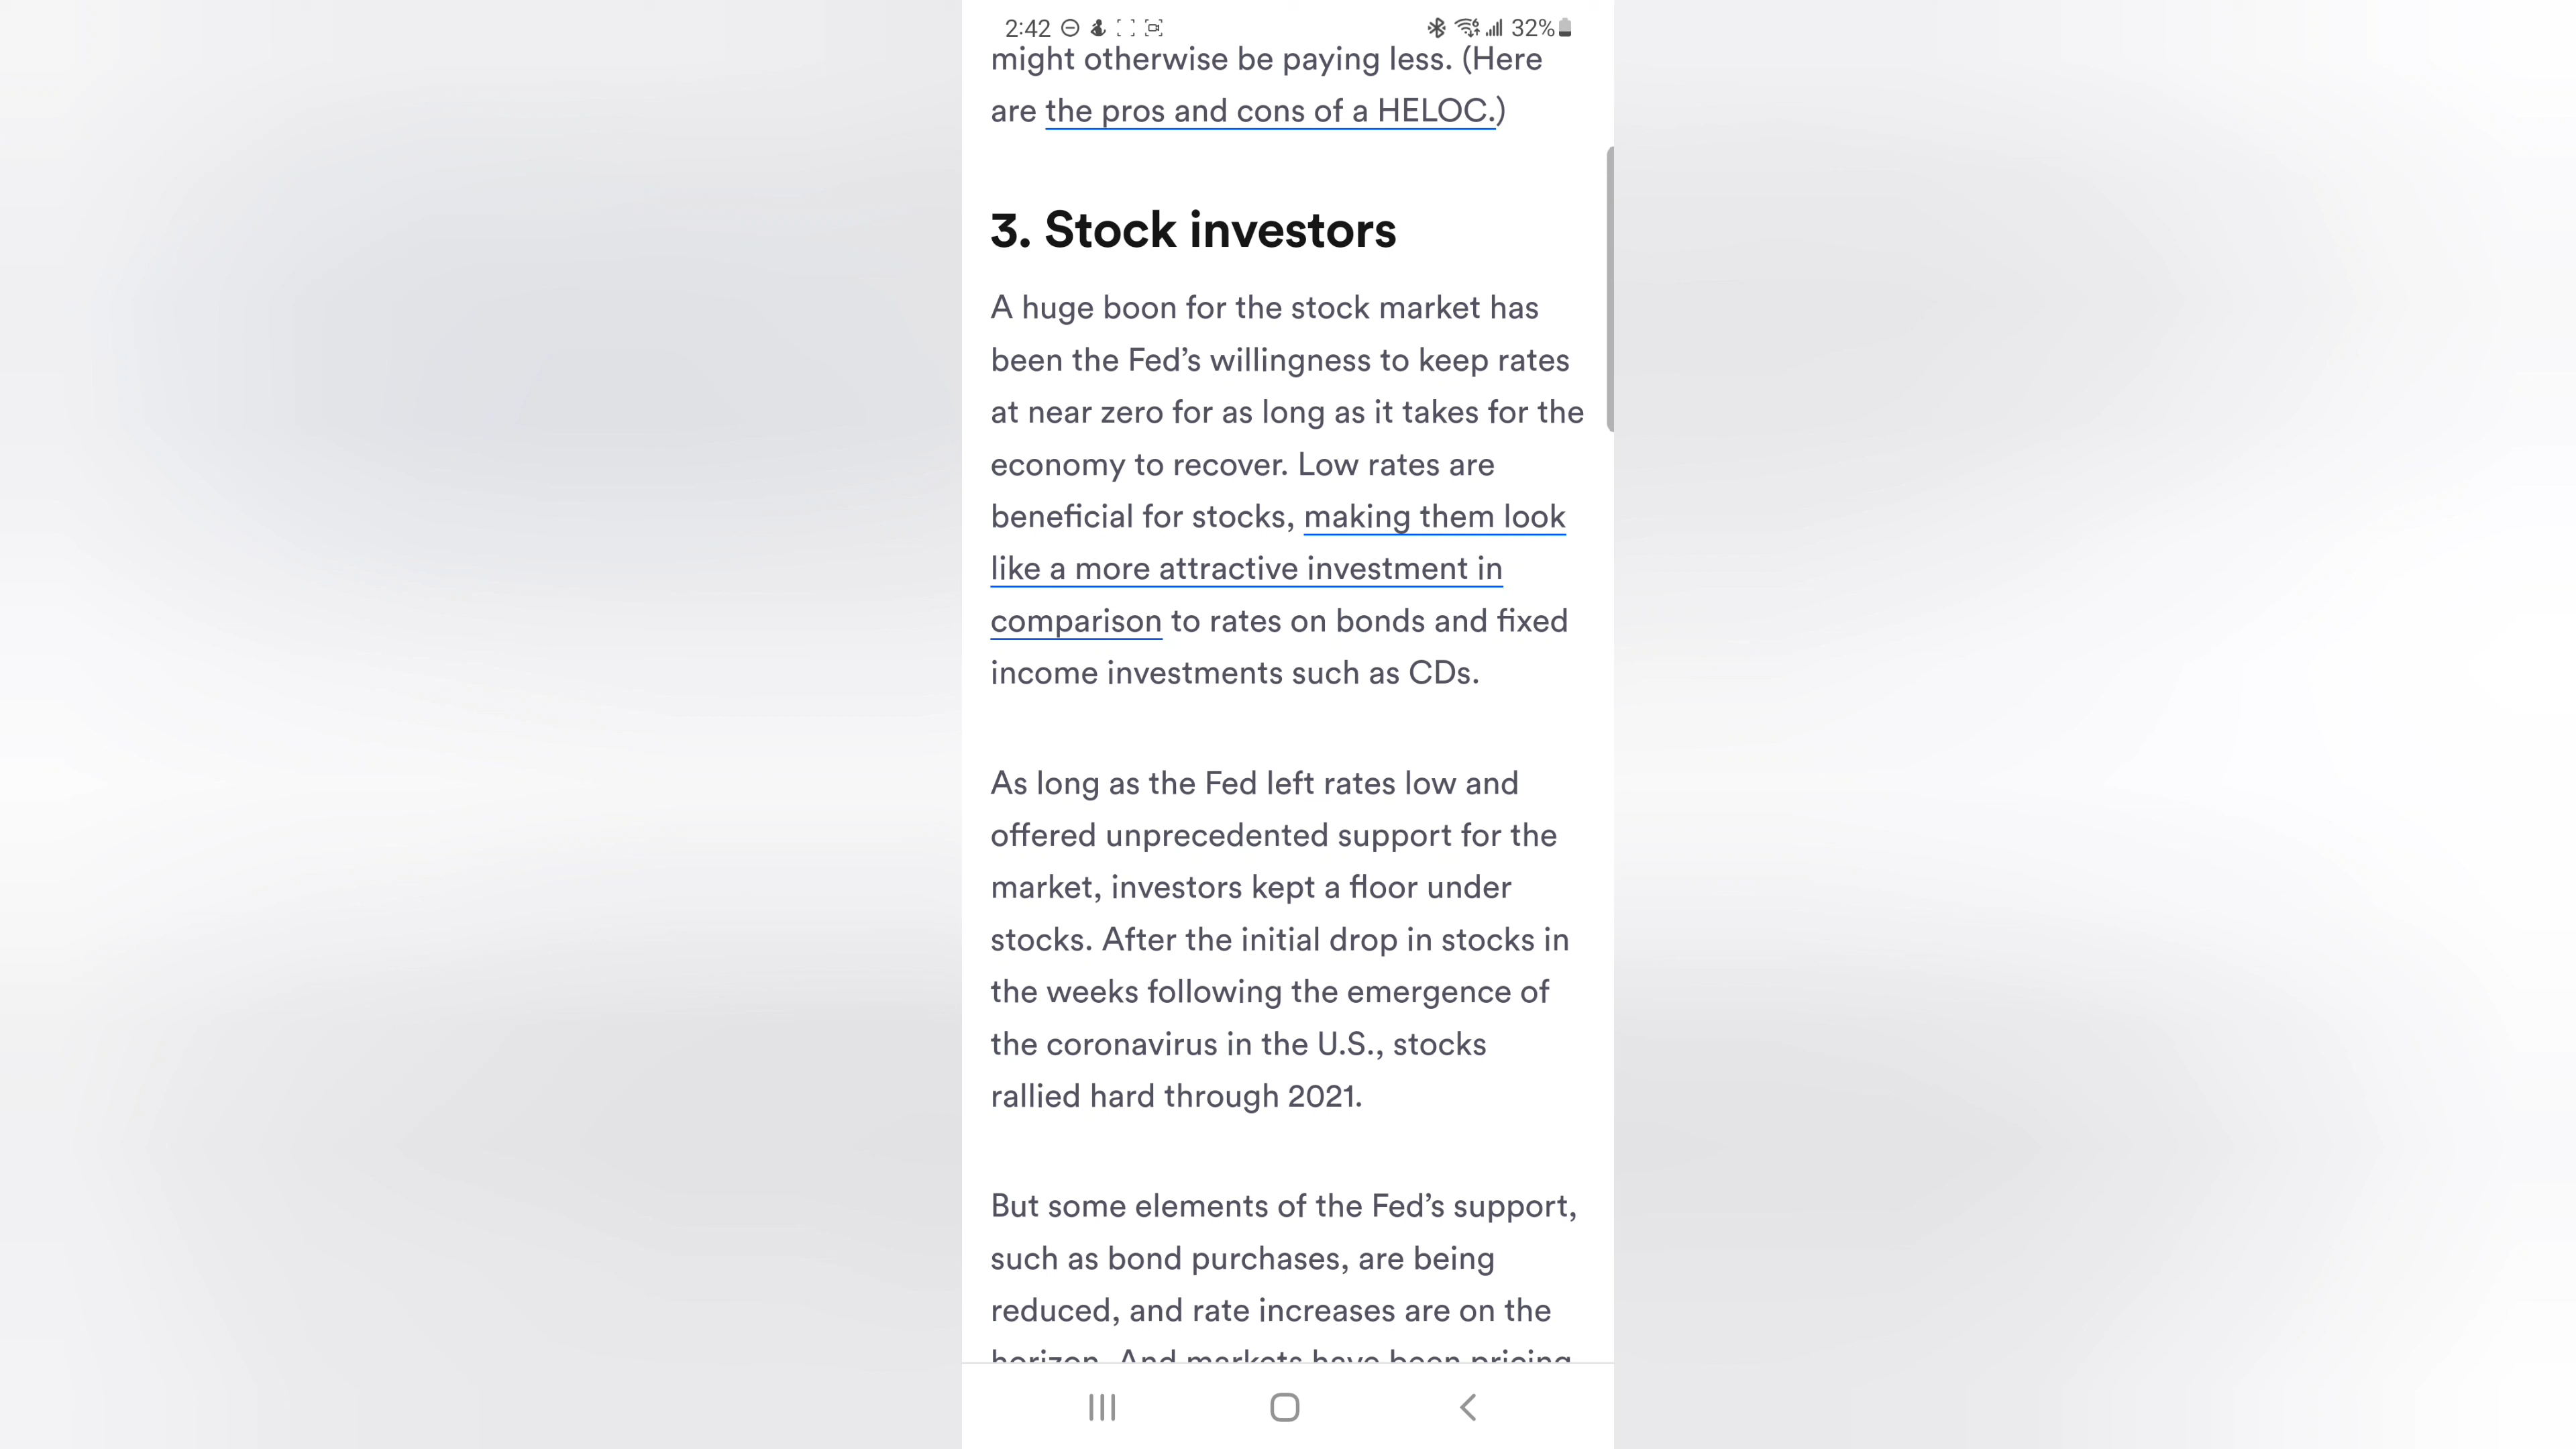 2:42
32%
might otherwise be paying less. (Here
are the pros and cons of a HELOC.)
3. Stock investors
A huge boon for the stock market has
been the Fed’s willingness to keep rates
at near zero for as long as it takes for the
economy to recover. Low rates are
beneficial for stocks, making them look
like a more attractive investment in
comparison to rates on bonds and fixed
income investments such as CDs.
As long as the Fed left rates low and
offered unprecedented support for the
market, investors kept a floor under
stocks. After the initial drop in stocks in
the weeks following the emergence of
the coronavirus in the U.S., stocks
rallied hard through 2021.
But some elements of the Fed’s support,
such as bond purchases, are being
reduced, and rate increases are on the
horizon. And markets have been pricing